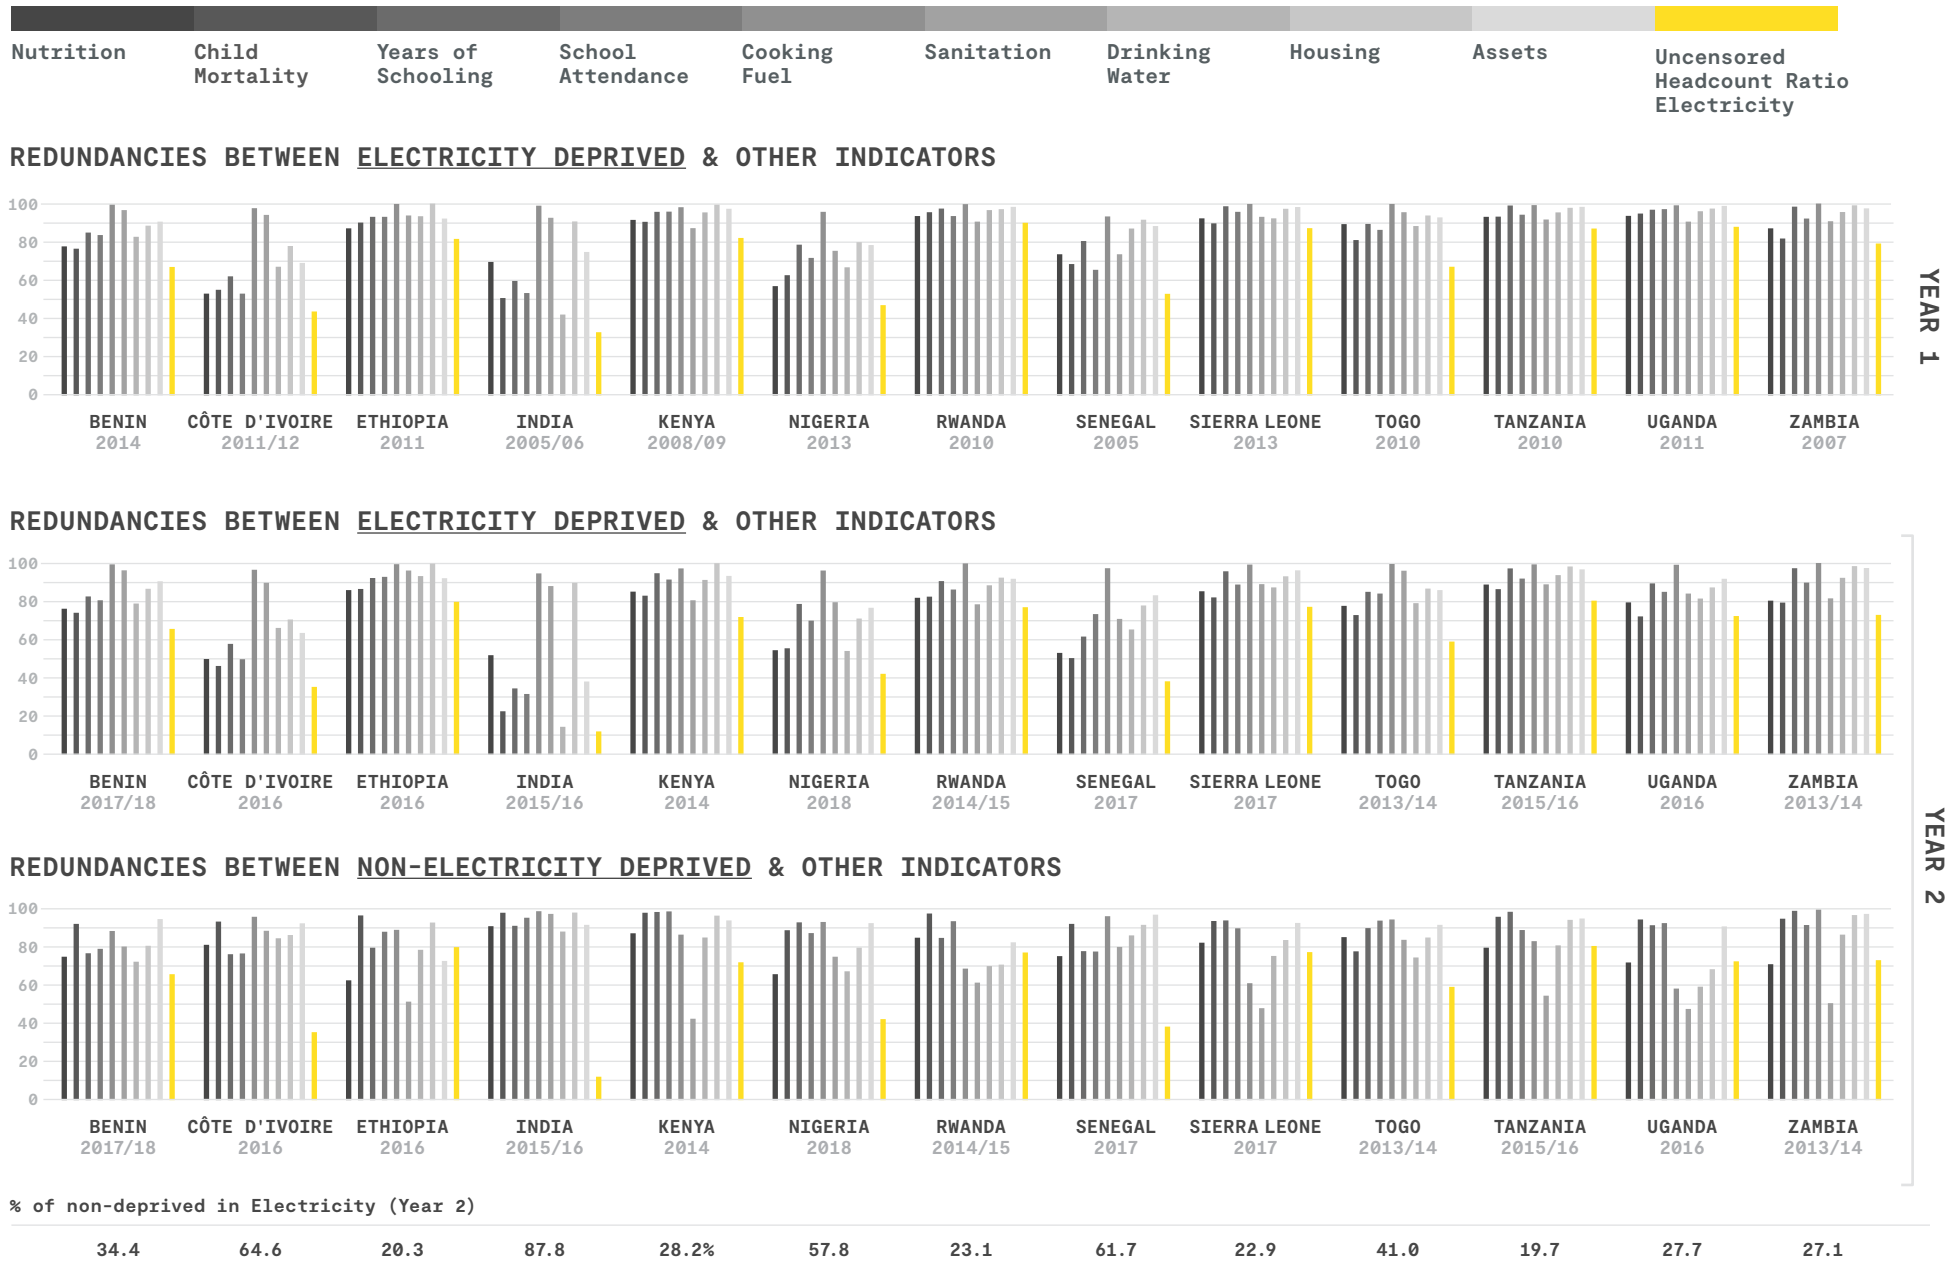 Nutrition
Child
Mortality
Years of
Schooling
School
Attendance
Cooking
Fuel
Sanitation
Drinking
Water
Housing
Assets
Uncensored
Headcount Ratio
Electricity
REDUNDANCIES BETWEEN ELECTRICITY DEPRIVED & OTHER INDICATORS
100
80
60
40
20
0
BENIN CÔTE D'IVOIRE ETHIOPIA INDIA KENYA NIGERIA RWANDA SENEGAL SIERRA LEONE TOGO TANZANIA UGANDA ZAMBIA
2014 2011/12 2011 2005/06 2008/09 2013 2010 2005 2013 2010 2010 2011 2007
YEAR 1
REDUNDANCIES BETWEEN ELECTRICITY DEPRIVED & OTHER INDICATORS
100
80
60
40
20
0
BENIN CÔTE D'IVOIRE ETHIOPIA INDIA KENYA NIGERIA RWANDA SENEGAL SIERRA LEONE TOGO TANZANIA UGANDA ZAMBIA
2017/18 2016 2016 2015/16 2014 2018 2014/15 2017 2017 2013/14 2015/16 2016 2013/14
REDUNDANCIES BETWEEN NON-ELECTRICITY DEPRIVED & OTHER INDICATORS
100
80
60
40
20
0
BENIN CÔTE D'IVOIRE ETHIOPIA INDIA KENYA NIGERIA RWANDA SENEGAL SIERRA LEONE TOGO TANZANIA UGANDA ZAMBIA
2017/18 2016 2016 2015/16 2014 2018 2014/15 2017 2017 2013/14 2015/16 2016 2013/14
YEAR 2
% of non-deprived in Electricity (Year 2)
34.4 64.6 20.3 87.8 28.2% 57.8 23.1 61.7 22.9 41.0 19.7 27.7 27.1